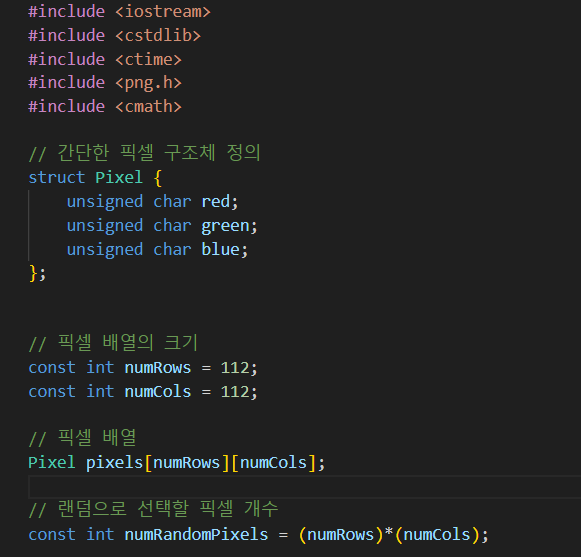 #include <iostream>
#include <cstdlib>
#include <ctime>
#include <png.h>
#include <cmath>
// 간단한 픽셀 구조체 정의
struct Pixel {
    unsigned char red;
    unsigned char green;
    unsigned char blue;
};
// 픽셀 배열의 크기
const int numRows = 112;
const int numCols = 112;
// 픽셀 배열
Pixel pixels[numRows][numCols];
// 랜덤으로 선택할 픽셀 개수
const int numRandomPixels = (numRows)*(numCols);